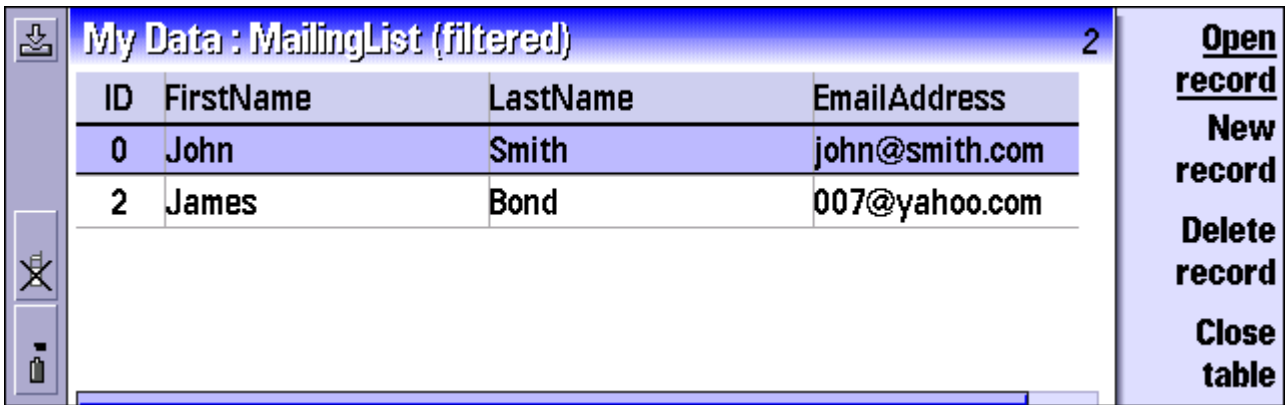 My Data : MailingList (filtered) 2
ID FirstName LastName EmailAddress
0 John Smith john@smith.com
2 James Bond 007@yahoo.com
Open
record
New
record
Delete
record
Close
table